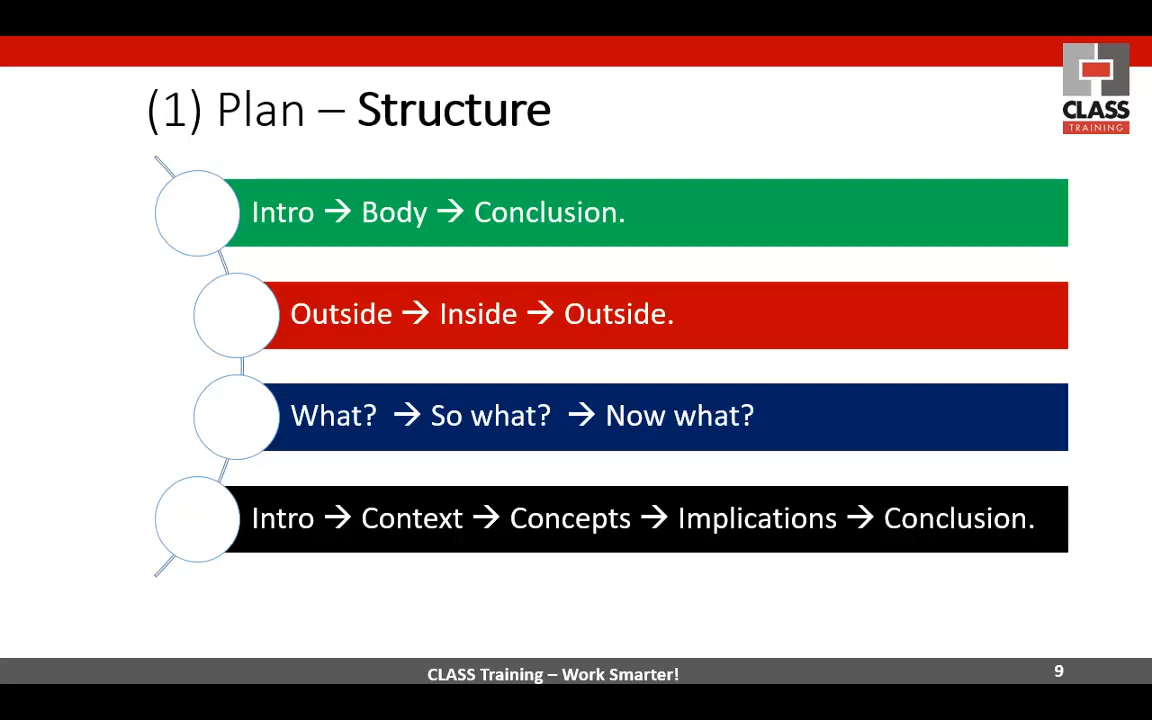 CLASS
TRAINING
(1) Plan – Structure
Intro → Body → Conclusion.
Outside → Inside → Outside.
What? → So what? → Now what?
Intro → Context → Concepts → Implications → Conclusion.
CLASS Training – Work Smarter!
9